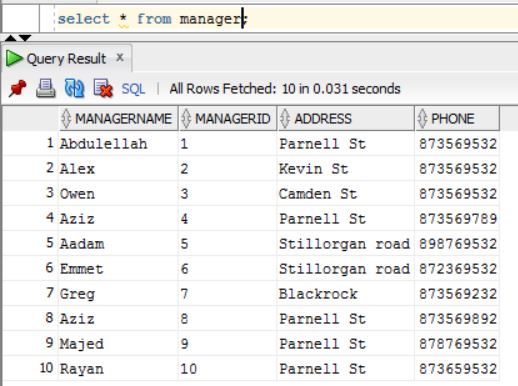 select * from manager;
Query Result x
SQL | All Rows Fetched: 10 in 0.031 seconds
MANAGERNAME MANAGERID ADDRESS PHONE
1 Abdulellah 1 Parnell St 873569532
2 Alex 2 Kevin St 873569532
3 Owen 3 Camden St 873569532
4 Aziz 4 Parnell St 873569789
5 Aadam 5 Stillorgan road 898769532
6 Emmet 6 Stillorgan road 872369532
7 Greg 7 Blackrock 873569232
8 Aziz 8 Parnell St 873569892
9 Majed 9 Parnell St 878769532
10 Rayan 10 Parnell St 873659532